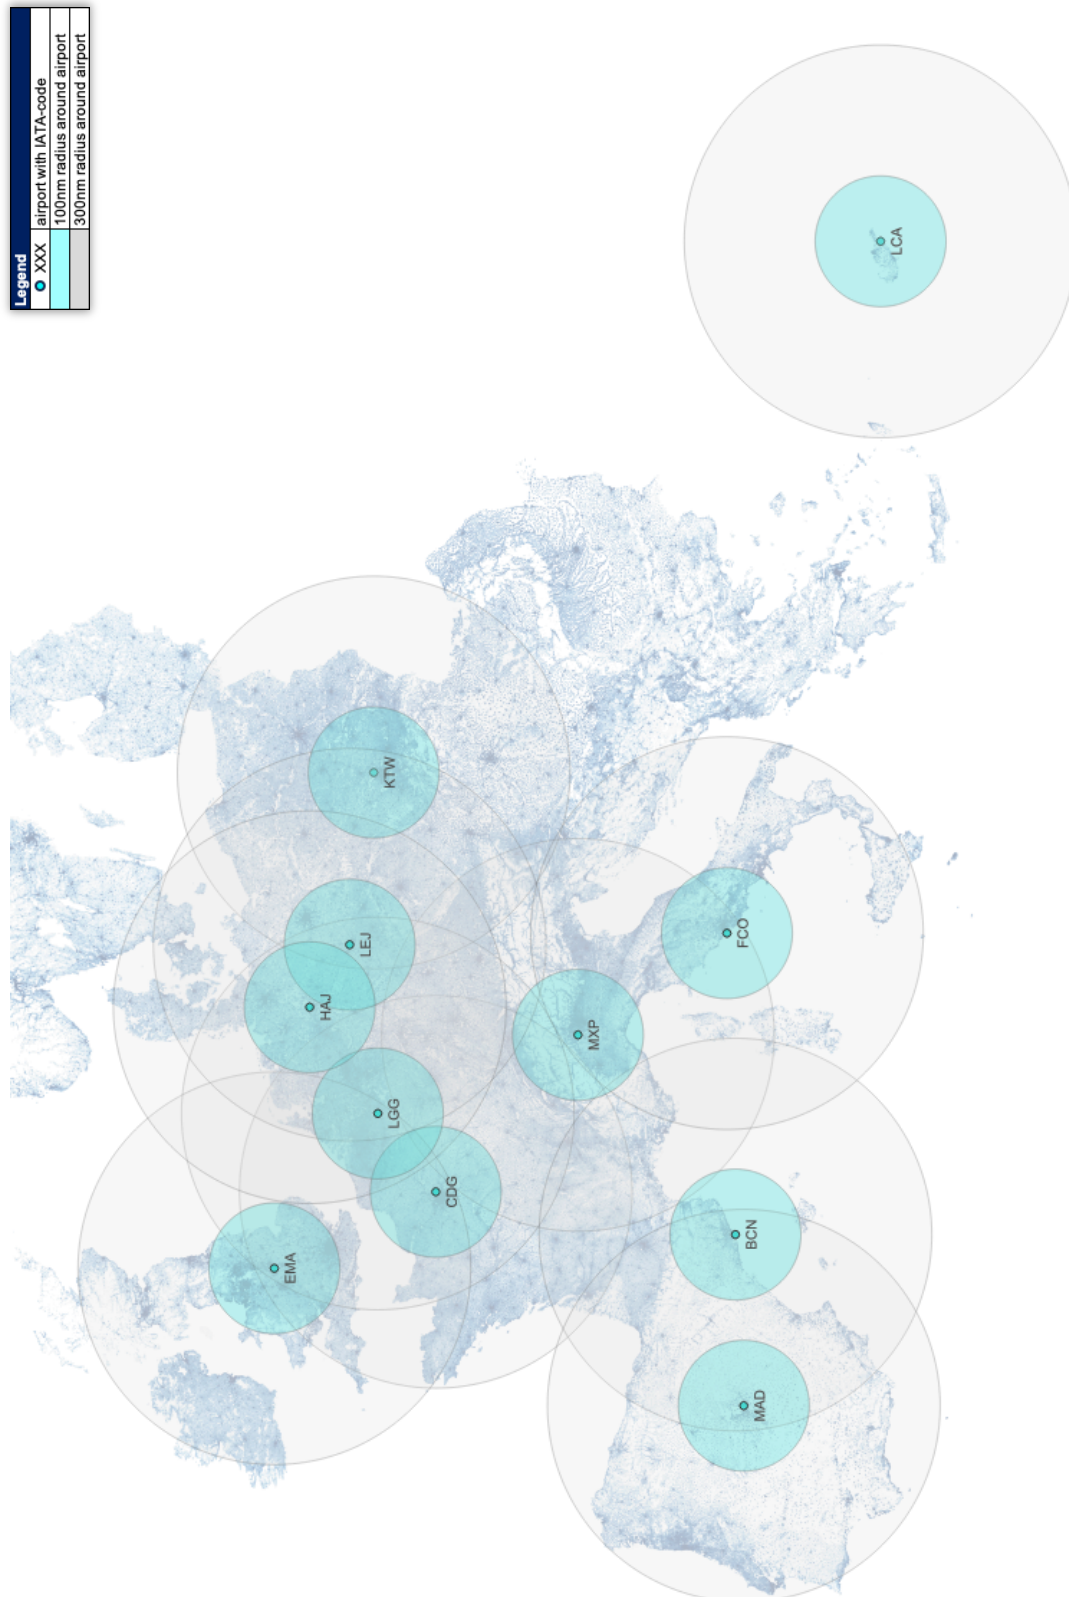 Legend
XXX airport with IATA-code
100nm radius around airport
300nm radius around airport
EMA
HAJ
LEJ
KTW
LGG
CDG
MXP
FCO
BCN
MAD
LCA